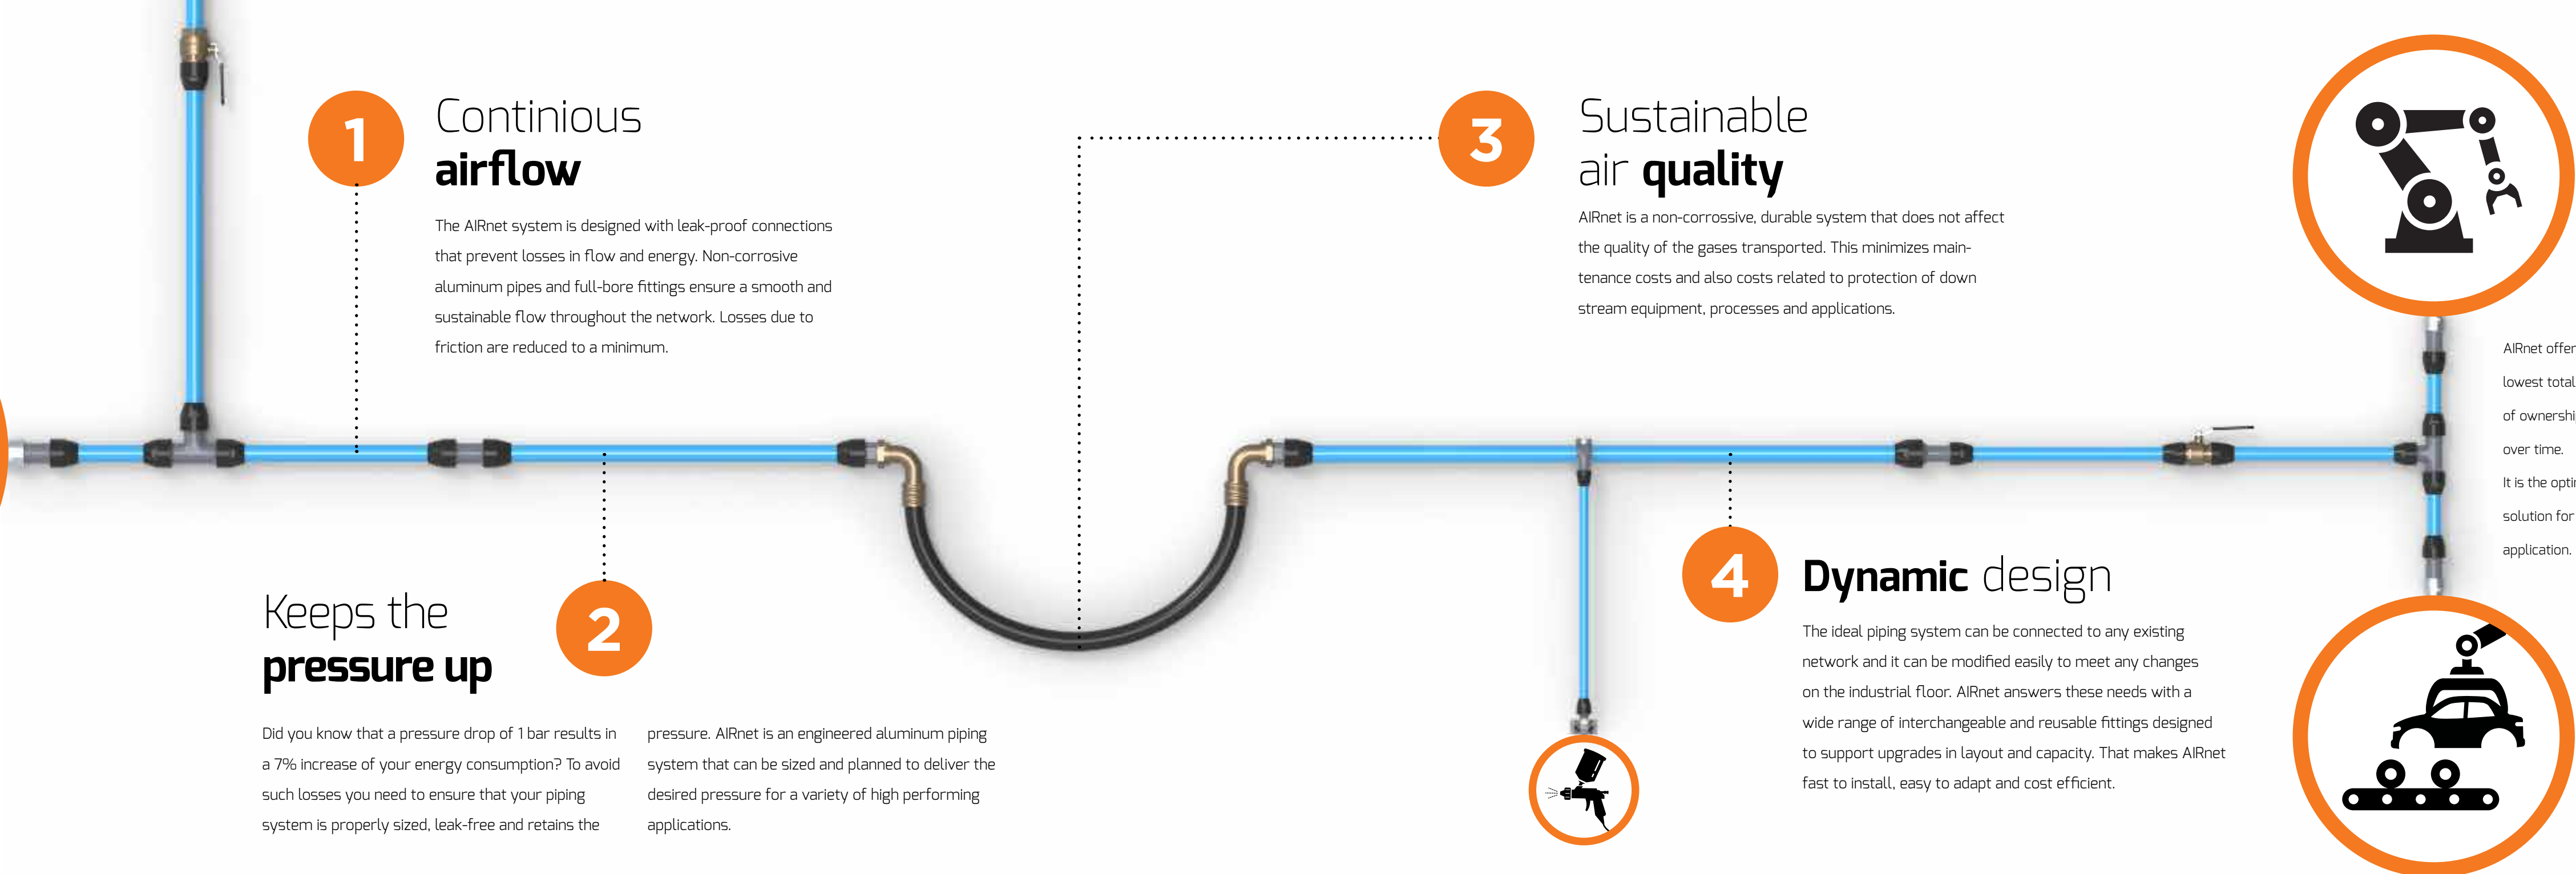 1
Continious
airflow
The AIRnet system is designed with leak-proof connections
that prevent losses in flow and energy. Non-corrosive
aluminum pipes and full-bore fittings ensure a smooth and
sustainable flow throughout the network. Losses due to
friction are reduced to a minimum.
Keeps the
pressure up
2
Did you know that a pressure drop of 1 bar results in
a 7% increase of your energy consumption? To avoid
such losses you need to ensure that your piping
system is properly sized, leak-free and retains the
pressure. AIRnet is an engineered aluminum piping
system that can be sized and planned to deliver the
desired pressure for a variety of high performing
applications.
3
Sustainable
air quality
AIRnet is a non-corrossive, durable system that does not affect
the quality of the gases transported. This minimizes main-
tenance costs and also costs related to protection of down
stream equipment, processes and applications.
4
Dynamic design
The ideal piping system can be connected to any existing
network and it can be modified easily to meet any changes
on the industrial floor. AIRnet answers these needs with a
wide range of interchangeable and reusable fittings designed
to support upgrades in layout and capacity. That makes AIRnet
fast to install, easy to adapt and cost efficient.
AIRnet
lowest total
of
over time.
It is the
solution for
application.